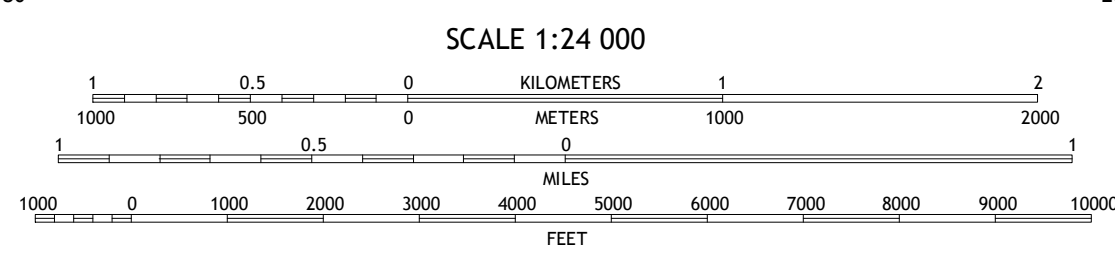 SCALE 1:24 000
1 0.5 0 KILOMETERS 1 2
1000 500 0 METERS 1000 2000
1 0.5 0 1
MILES
1000 0 1000 2000 3000 4000 5000 6000 7000 8000 9000 10000
FEET